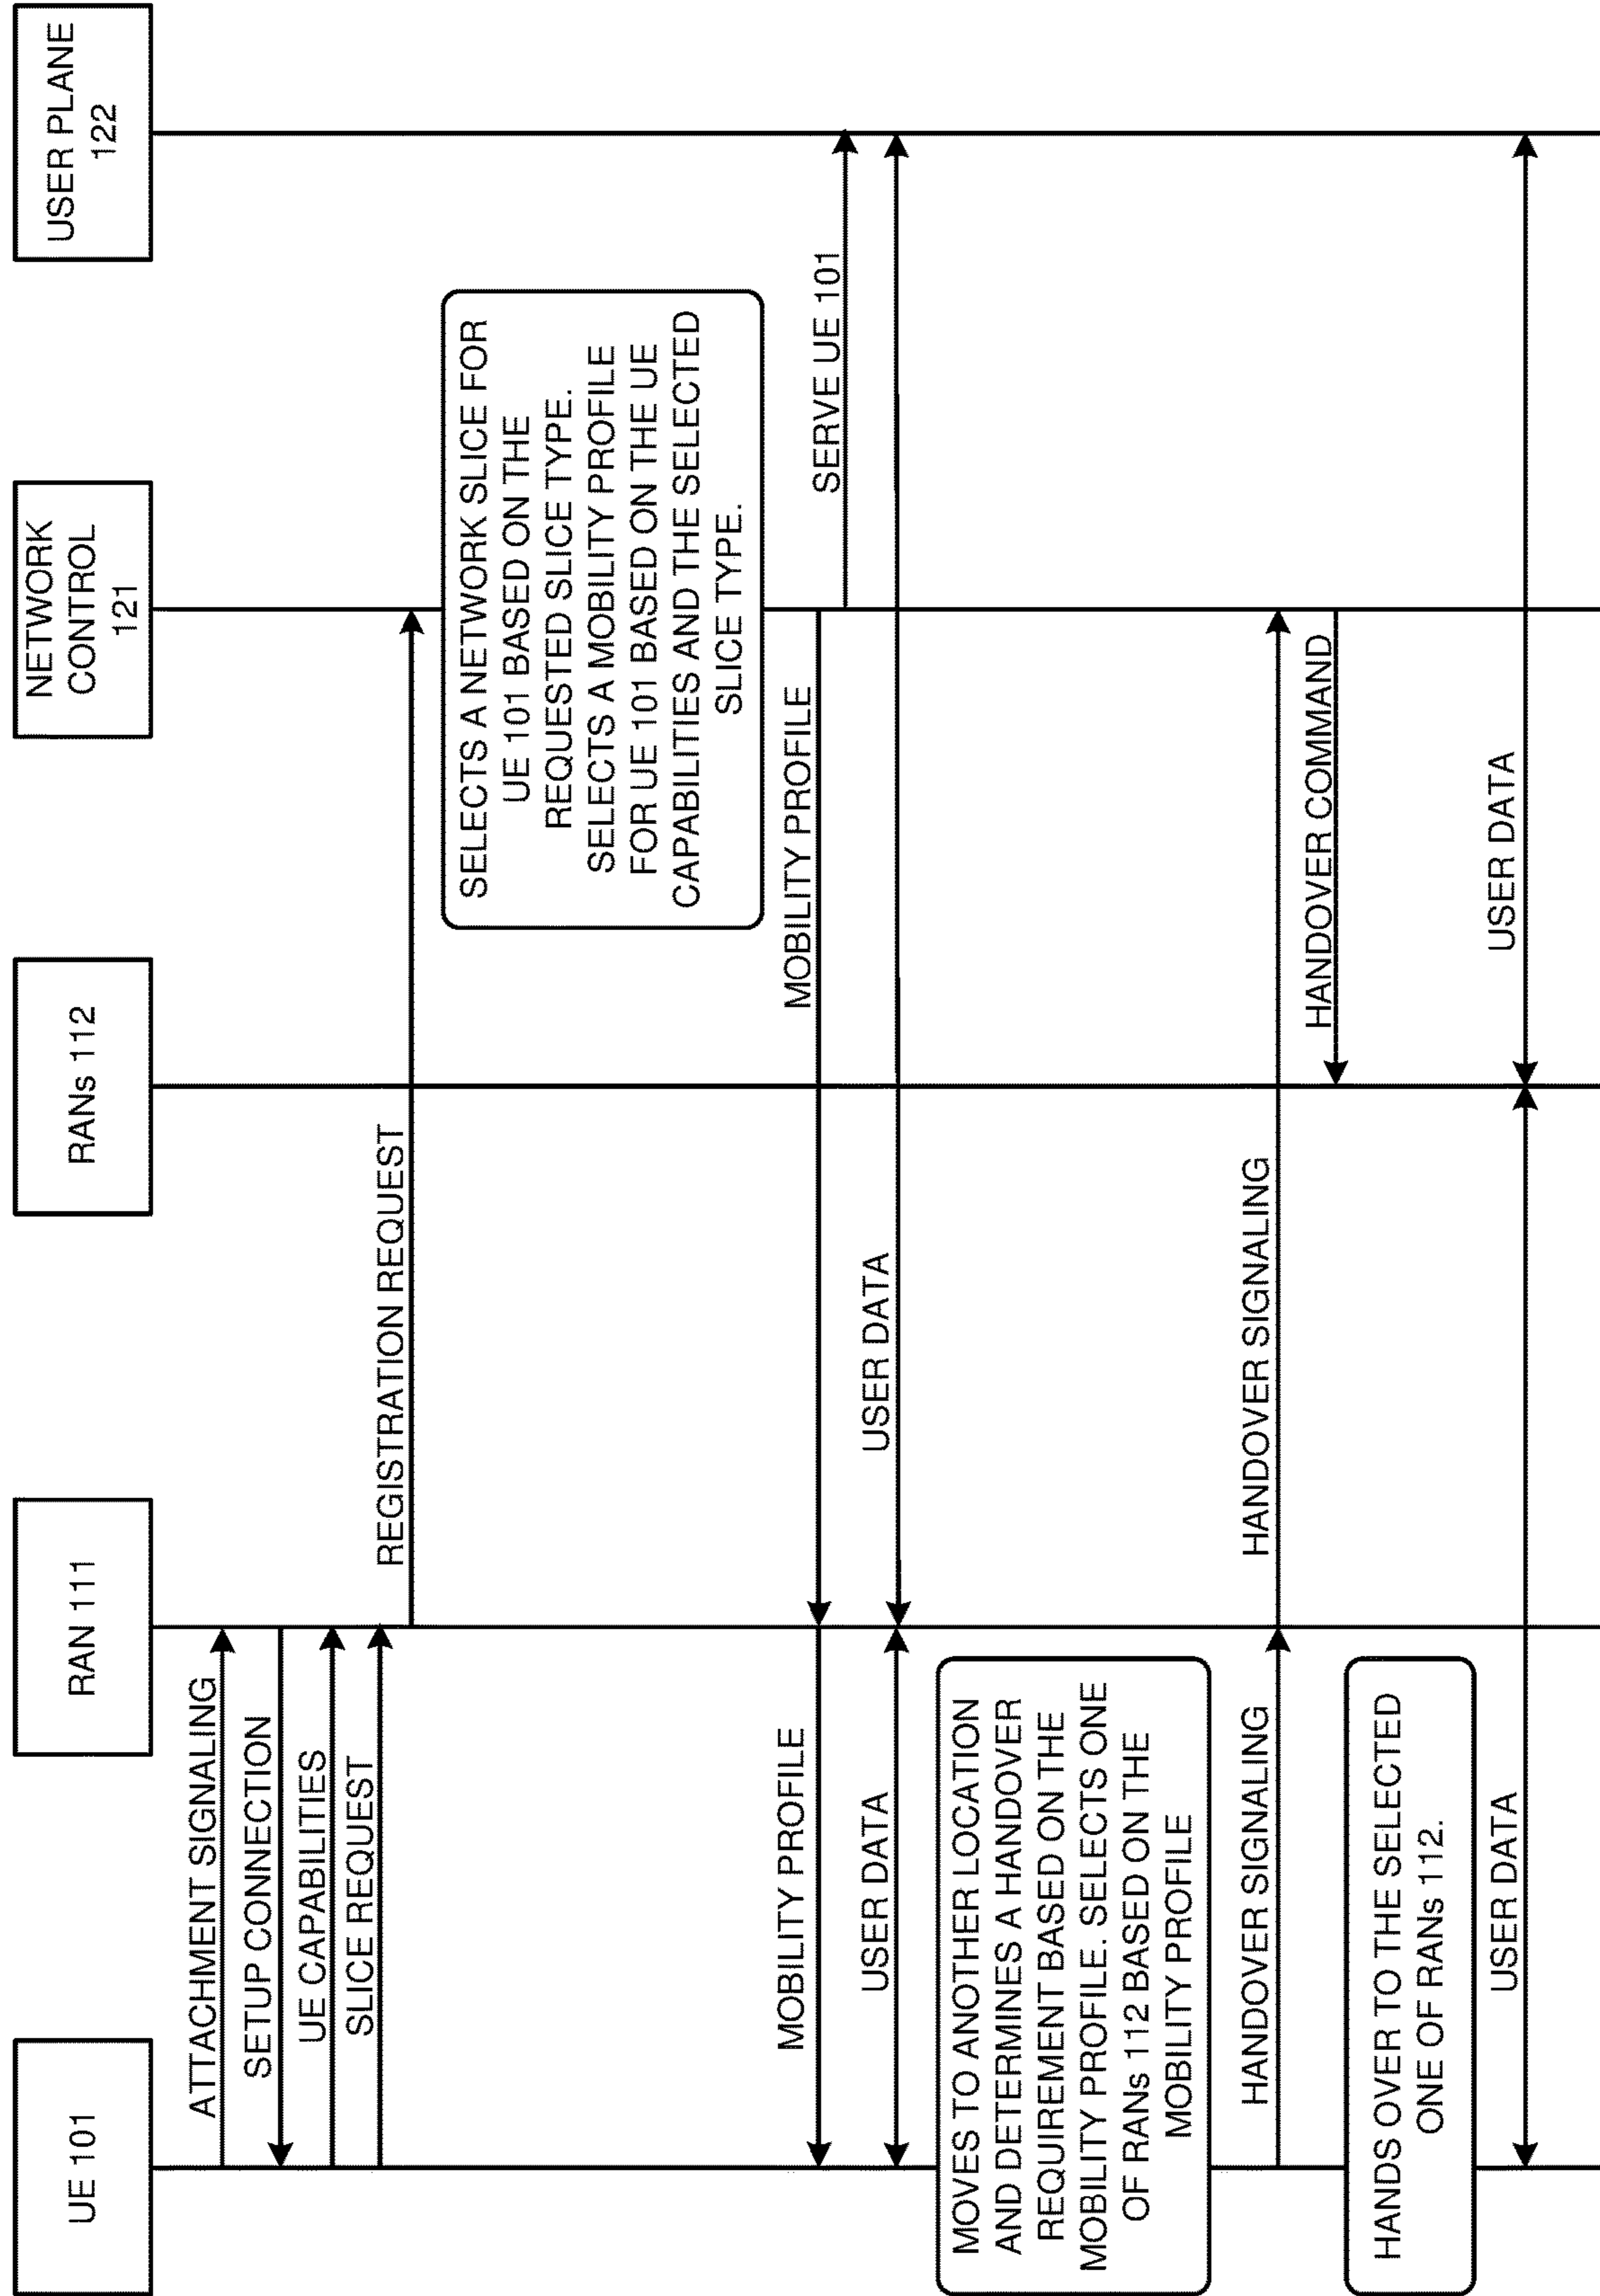 UE 101
RAN 111
RANs 112
NETWORK
CONTROL
121
USER PLANE
122
ATTACHMENT SIGNALING
SETUP CONNECTION
UE CAPABILITIES
SLICE REQUEST
REGISTRATION REQUEST
SELECTS A NETWORK SLICE FOR
UE 101 BASED ON THE
REQUESTED SLICE TYPE.
SELECTS A MOBILITY PROFILE
FOR UE 101 BASED ON THE UE
CAPABILITIES AND THE SELECTED
SLICE TYPE.
MOBILITY PROFILE
MOBILITY PROFILE
SERVE UE 101
USER DATA
USER DATA
MOVES TO ANOTHER LOCATION
AND DETERMINES A HANDOVER
REQUIREMENT BASED ON THE
MOBILITY PROFILE. SELECTS ONE
OF RANs 112 BASED ON THE
MOBILITY PROFILE
HANDOVER SIGNALING
HANDOVER SIGNALING
HANDOVER COMMAND
HANDS OVER TO THE SELECTED
ONE OF RANs 112.
USER DATA
USER DATA